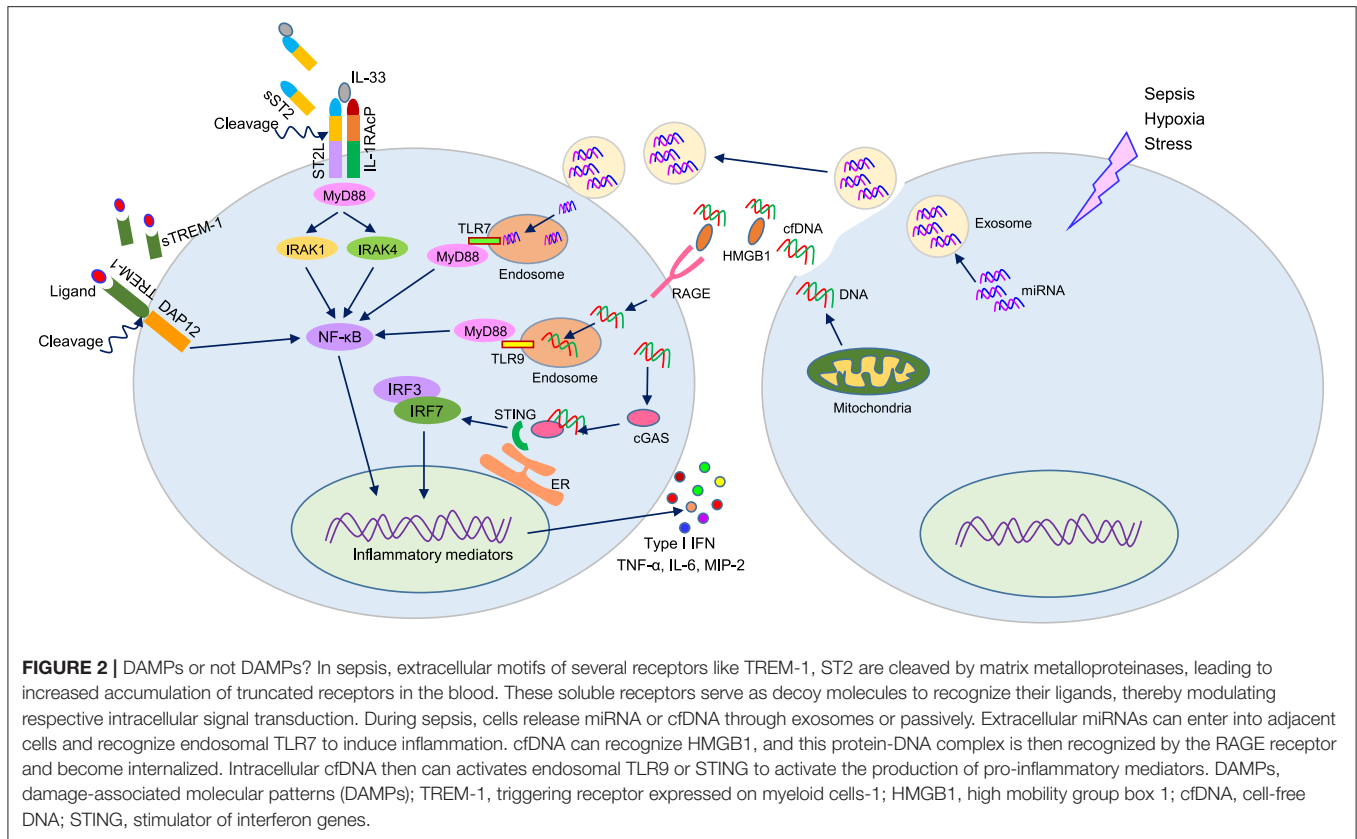 IL-33
sST2
Cleavage
ST2L
IL-1RAcP
MyD88
IRAK1
IRAK4
sTREM-1
TREM-1
Ligand
DAP12
Cleavage
NF-κB
TLR7
MyD88
Endosome
MyD88
TLR9
Endosome
RAGE
HMGB1
cfDNA
IRF3
IRF7
STING
cGAS
ER
Inflammatory mediators
Type I IFN
TNF-α, IL-6, MIP-2
Sepsis
Hypoxia
Stress
Exosome
miRNA
DNA
Mitochondria
FIGURE 2 | DAMPs or not DAMPs? In sepsis, extracellular motifs of several receptors like TREM-1, ST2 are cleaved by matrix metalloproteinases, leading to
increased accumulation of truncated receptors in the blood. These soluble receptors serve as decoy molecules to recognize their ligands, thereby modulating
respective intracellular signal transduction. During sepsis, cells release miRNA or cfDNA through exosomes or passively. Extracellular miRNAs can enter into adjacent
cells and recognize endosomal TLR7 to induce inflammation. cfDNA can recognize HMGB1, and this protein-DNA complex is then recognized by the RAGE receptor
and become internalized. Intracellular cfDNA then can activates endosomal TLR9 or STING to activate the production of pro-inflammatory mediators. DAMPs,
damage-associated molecular patterns (DAMPs); TREM-1, triggering receptor expressed on myeloid cells-1; HMGB1, high mobility group box 1; cfDNA, cell-free
DNA; STING, stimulator of interferon genes.